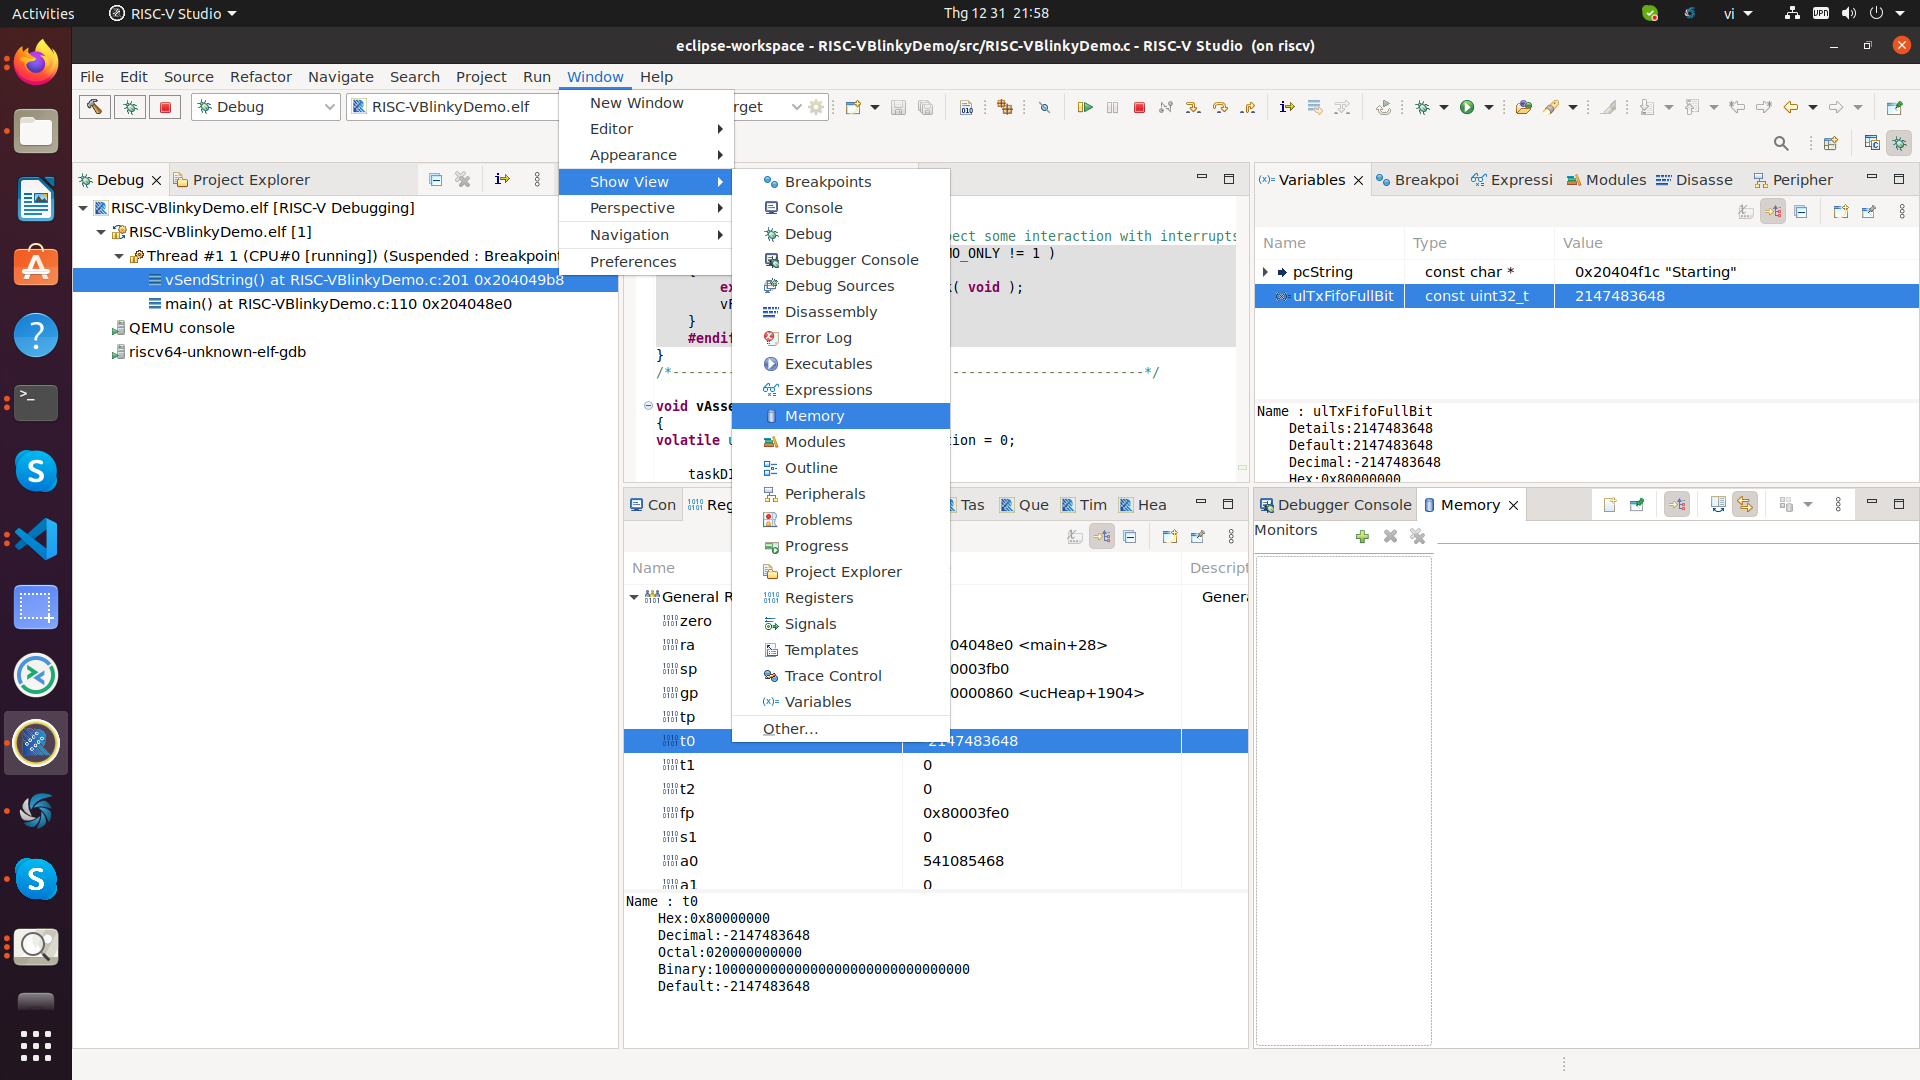 Activities
RISC-V Studio
Thg 12 31 21:58
vi
VPN
eclipse-workspace - RISC-VBlinkyDemo/src/RISC-VBlinkyDemo.c - RISC-V Studio (on riscv)
File Edit Source Refactor Navigate Search Project Run Window Help
Debug
RISC-VBlinkyDemo.elf
rget
New Window
Editor
Appearance
Show View
Perspective
Navigation
Preferences
Breakpoints
Console
Debug
Debugger Console
Debug Sources
Disassembly
Error Log
Executables
Expressions
Memory
Modules
Outline
Peripherals
Problems
Progress
Project Explorer
Registers
Signals
Templates
Trace Control
Variables
Other...
Debug
Project Explorer
RISC-VBlinkyDemo.elf [RISC-V Debugging]
RISC-VBlinkyDemo.elf [1]
Thread #1 1 (CPU#0 [running]) (Suspended : Breakpoint
vSendString() at RISC-VBlinkyDemo.c:201 0x204049b8
main() at RISC-VBlinkyDemo.c:110 0x204048e0
QEMU console
riscv64-unknown-elf-gdb
pect some interaction with interrupts
MO_ONLY != 1 )
{
ex k( void );
vF
}
#endif
}
/*-----------------------------------------------------------*/
void vAsse
{
volatile u tion = 0;
taskDI
Variables Breakpoi Expressi Modules Disasse Peripher
Name Type Value
pcString const char * 0x20404f1c "Starting"
ulTxFifoFullBit const uint32_t 2147483648
Name : ulTxFifoFullBit
Details:2147483648
Default:2147483648
Decimal:-2147483648
Hex:0x80000000
Con Reg Tas Que Tim Hea
Name Descript
General R Genera
zero
ra 04048e0 <main+28>
sp 0003fb0
gp 0000860 <ucHeap+1904>
tp
t0 -2147483648
t1 0
t2 0
fp 0x80003fe0
s1 0
a0 541085468
a1 0
Name : t0
Hex:0x80000000
Decimal:-2147483648
Octal:020000000000
Binary:10000000000000000000000000000000
Default:-2147483648
Debugger Console Memory
Monitors